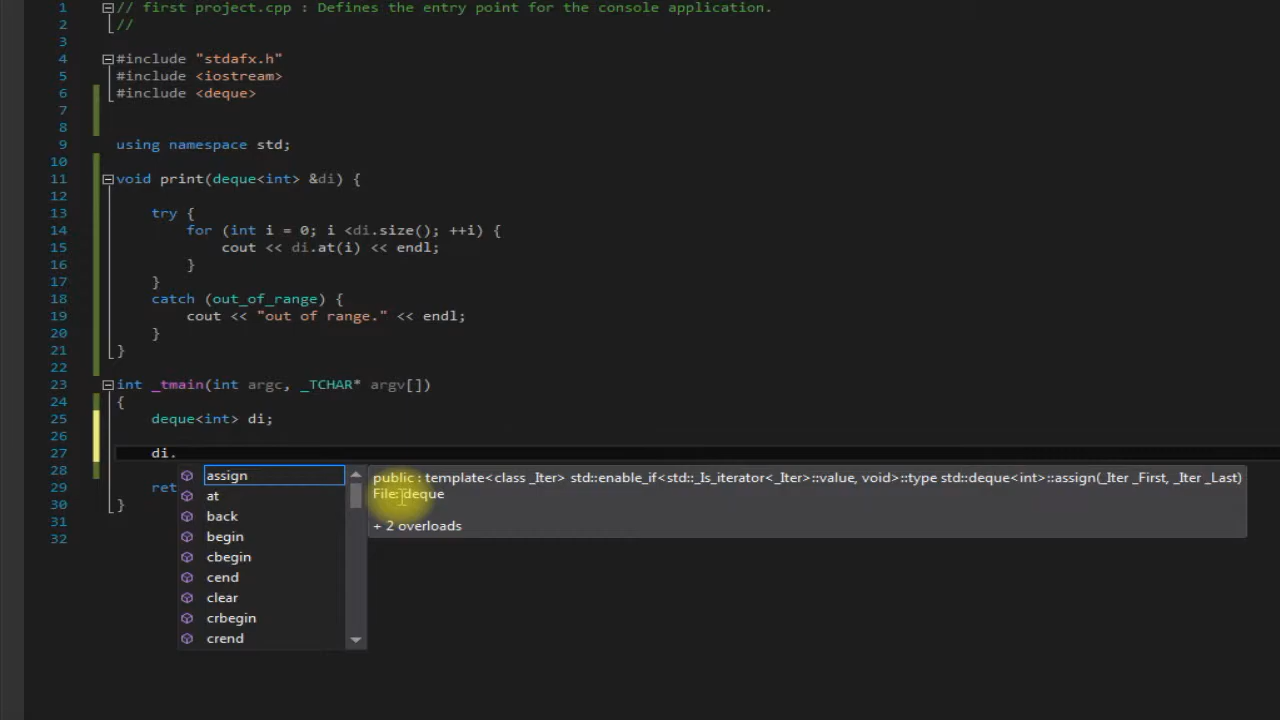 1 // first project.cpp : Defines the entry point for the console application.
2 //
3
4 #include "stdafx.h"
5 #include <iostream>
6 #include <deque>
7
8
9 using namespace std;
10
11 void print(deque<int> &di) {
12
13 try {
14 for (int i = 0; i <di.size(); ++i) {
15 cout << di.at(i) << endl;
16 }
17 }
18 catch (out_of_range) {
19 cout << "out of range." << endl;
20 }
21 }
22
23 int _tmain(int argc, _TCHAR* argv[])
24 {
25 deque<int> di;
26
27 di.
28
29 ret
30 }
31
32
assign
at
back
begin
cbegin
cend
clear
crbegin
crend
public : template<class _Iter> std::enable_if<std::_Is_iterator<_Iter>::value, void>::type std::deque<int>::assign(_Iter _First, _Iter _Last)
File: deque
+ 2 overloads